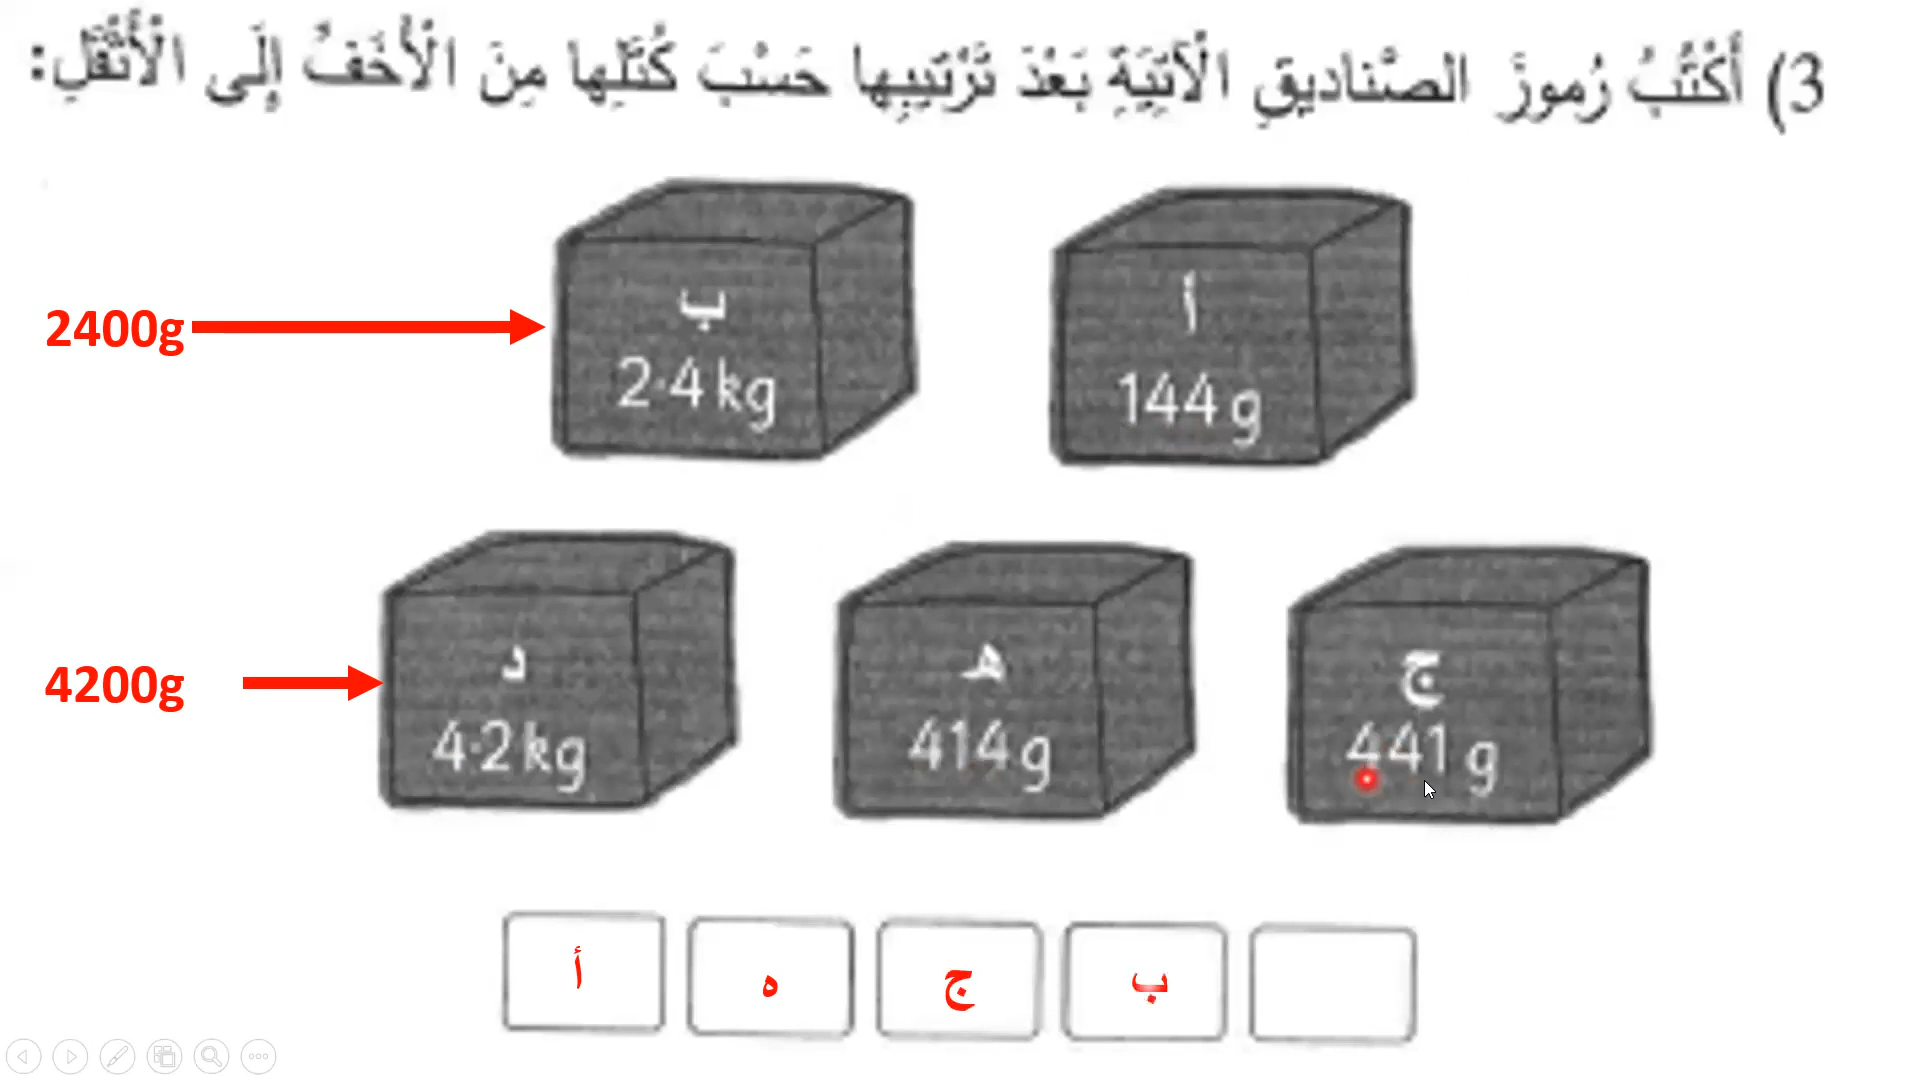 3) أَكْتُبُ رُموزَ الصَّناديقِ الْآتِيَةِ بَعْدَ تَرْتيبِها حَسْبَ كُتَلِها مِنَ الْأَخَفِّ إِلَى الْأَثْقَلِ:
أ
144 g
ب
2·4 kg
2400g
ج
441 g
هـ
414 g
د
4·2 kg
4200g
أ ه ج ب